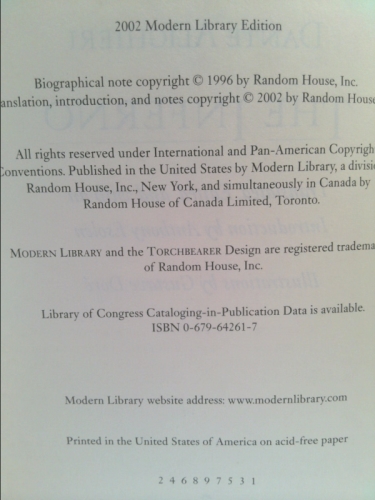 2002 Modern Library Edition
Biographical note copyright © 1996 by Random House, Inc.
anslation, introduction, and notes copyright © 2002 by Random House
All rights reserved under International and Pan-American Copyrigh
Conventions. Published in the United States by Modern Library, a divisi
Random House, Inc., New York, and simultaneously in Canada by
Random House of Canada Limited, Toronto.
MODERN LIBRARY and the TORCHBEARER Design are registered tradema
of Random House, Inc.
Library of Congress Cataloging-in-Publication Data is available.
ISBN 0-679-64261-7
Modern Library website address: www.modernlibrary.com
Printed in the United States of America on acid-free paper
2 4 6 8 9 7 5 3 1